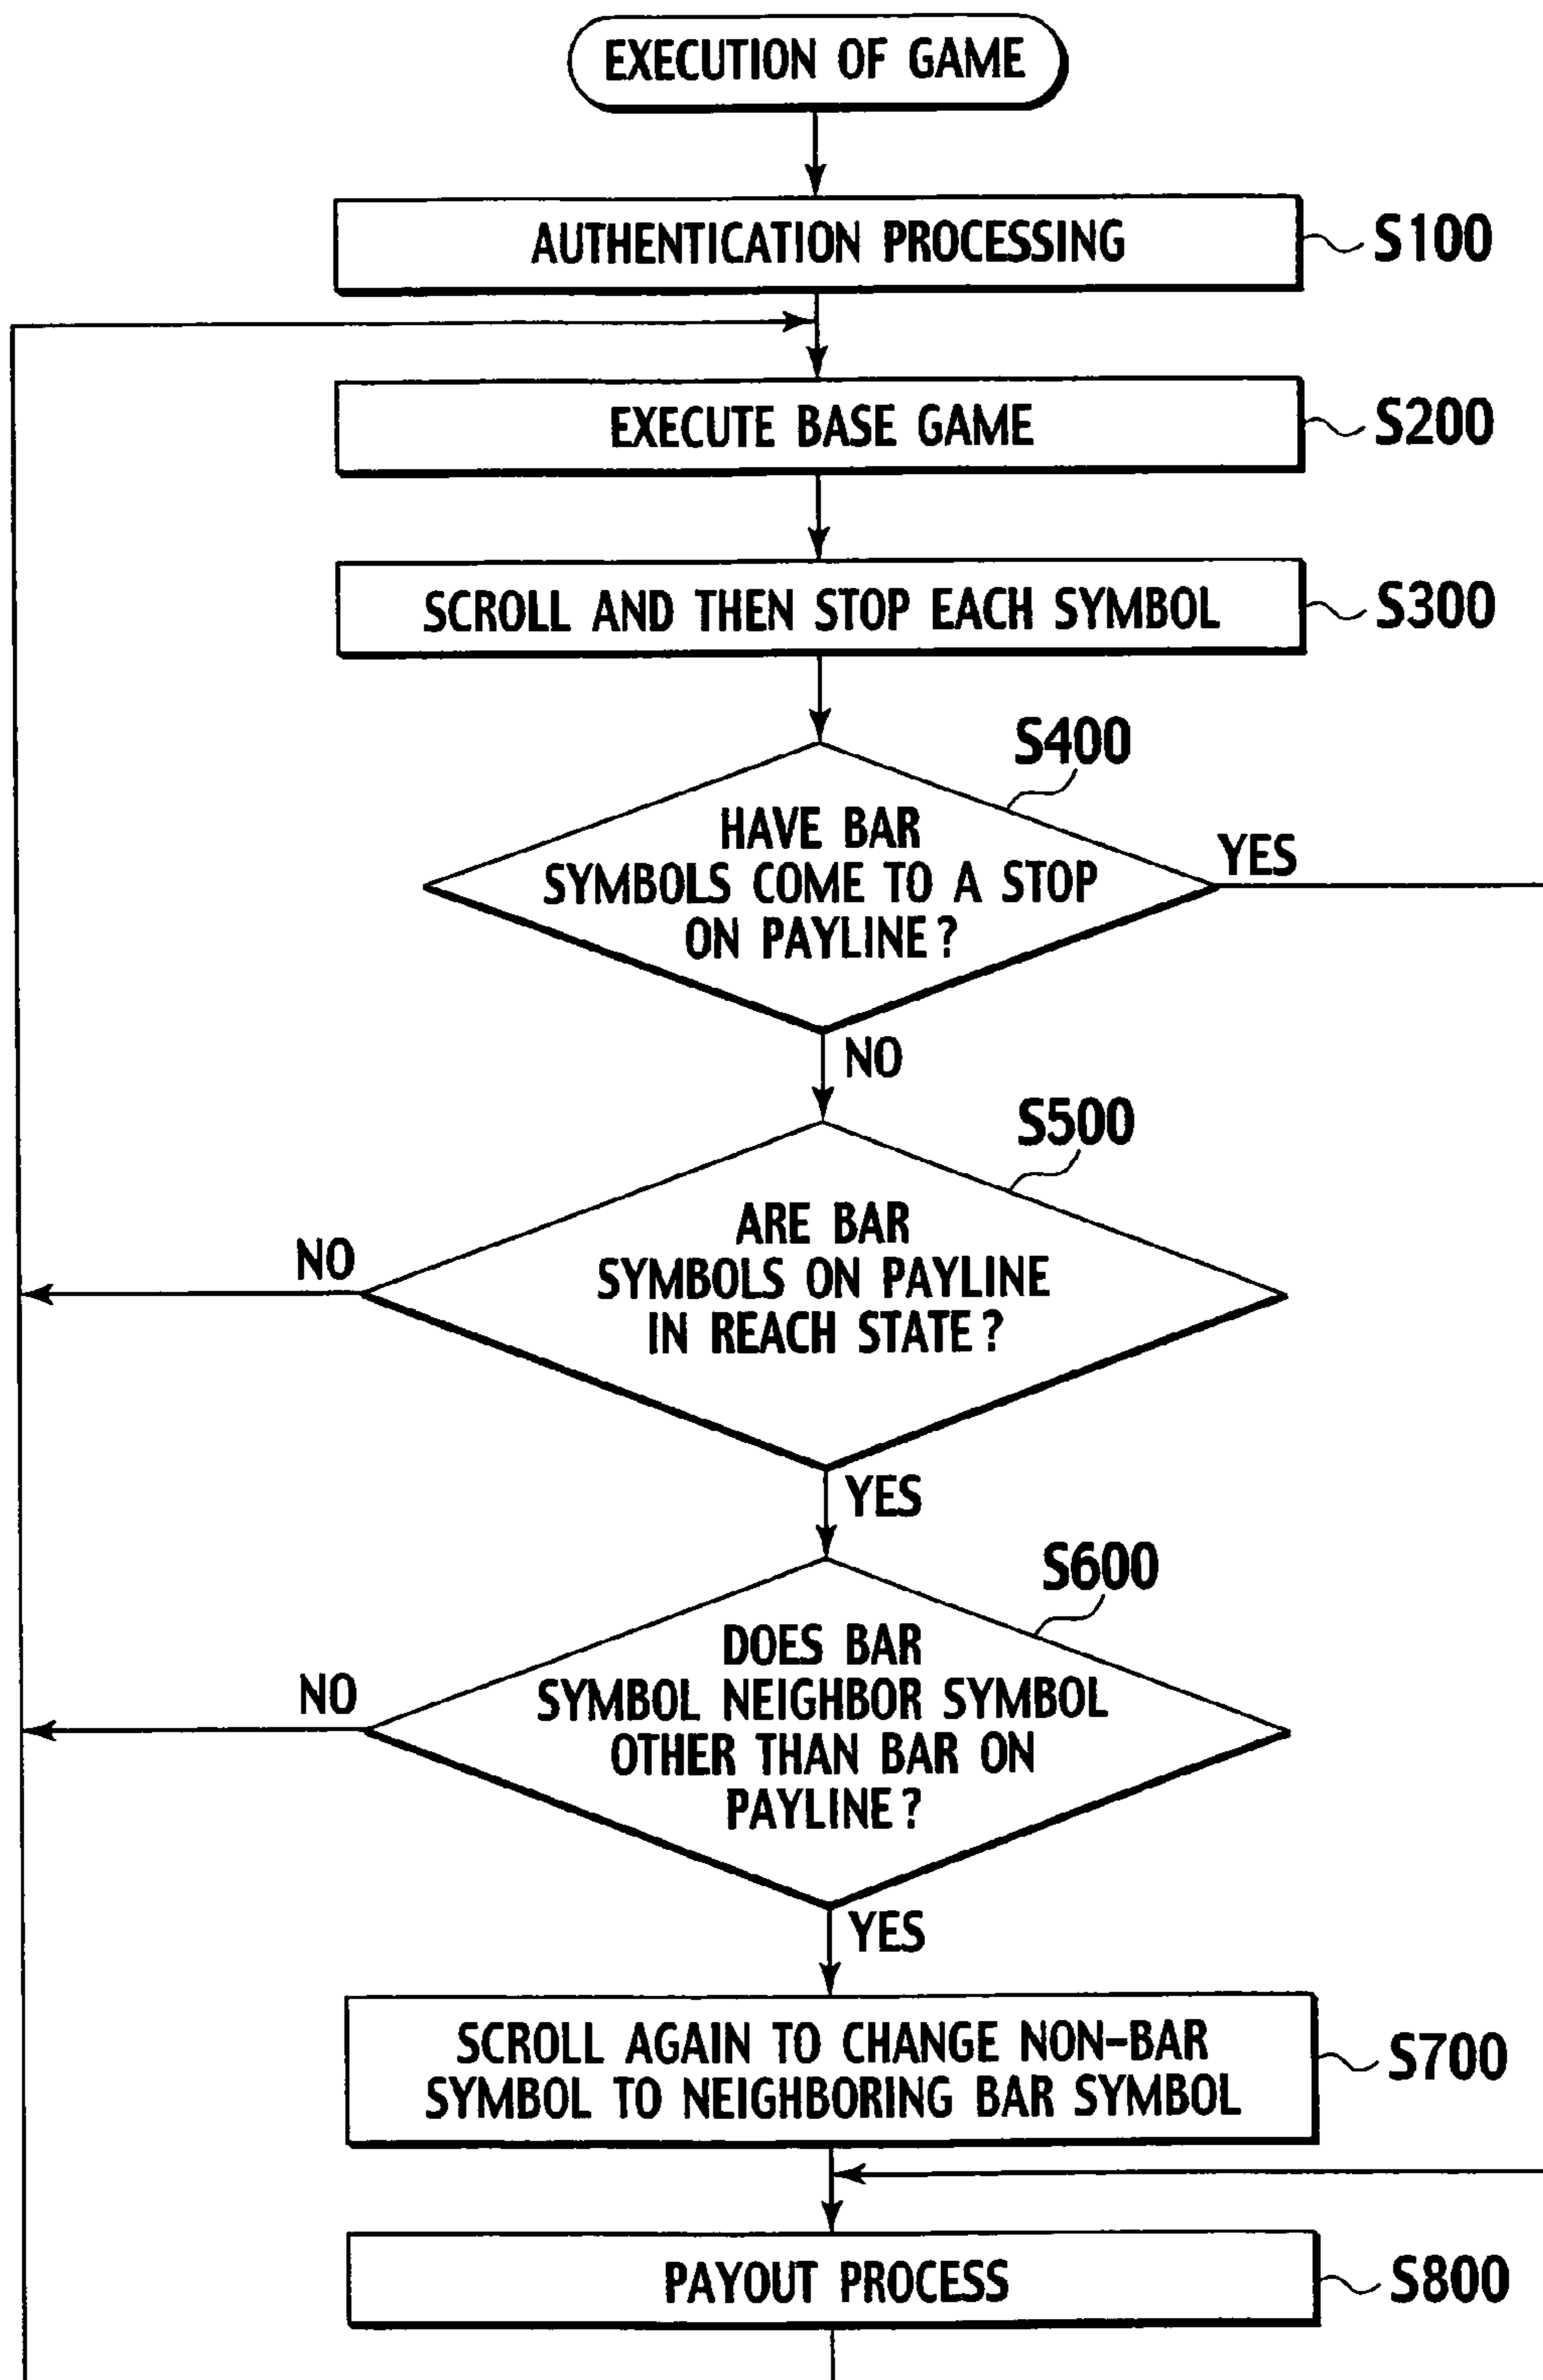 EXECUTION OF GAME
AUTHENTICATION PROCESSING
S100
EXECUTE BASE GAME
S200
SCROLL AND THEN STOP EACH SYMBOL
S300
S400
HAVE BAR
SYMBOLS COME TO A STOP
ON PAYLINE?
YES
NO
S500
ARE BAR
SYMBOLS ON PAYLINE
IN REACH STATE?
NO
YES
S600
DOES BAR
SYMBOL NEIGHBOR SYMBOL
OTHER THAN BAR ON
PAYLINE?
NO
YES
SCROLL AGAIN TO CHANGE NON-BAR
SYMBOL TO NEIGHBORING BAR SYMBOL
S700
PAYOUT PROCESS
S800